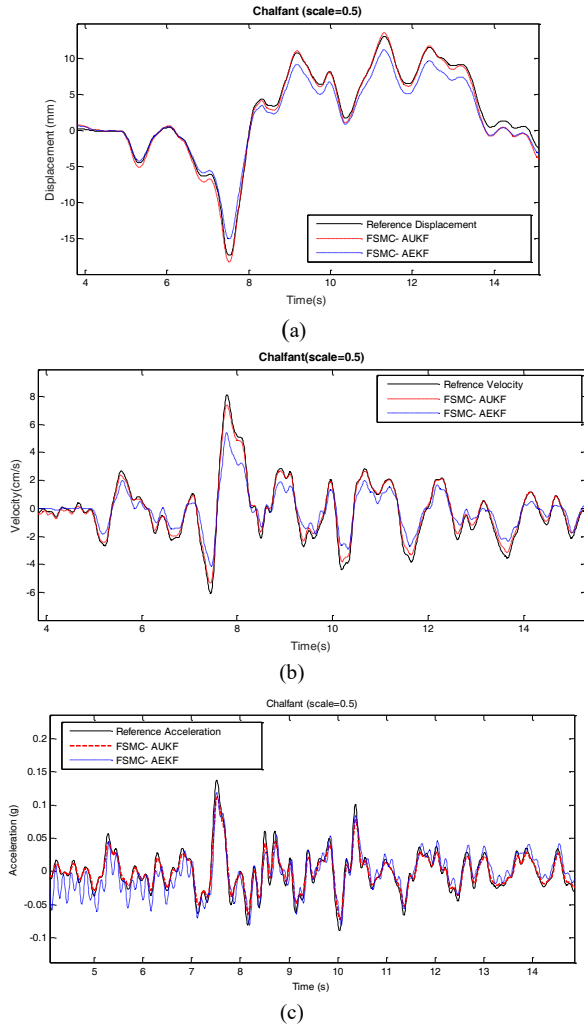 Chalfant (scale=0.5)
10
5
0
-5
-10
-15
Displacement (mm)
Reference Displacement
FSMC- AUKF
FSMC- AEKF
4 6 8 10 12 14
Time(s)
(a)
Chalfant(scale=0.5)
8
6
4
2
0
-2
-4
-6
Velocity(cm/s)
Refrence Velocity
FSMC- AUKF
FSMC- AEKF
4 6 8 10 12 14
Time(s)
(b)
Chalfant (scale=0.5)
0.2
0.15
0.1
0.05
0
-0.05
-0.1
Acceleration (g)
Reference Acceleration
FSMC- AUKF
FSMC- AEKF
5 6 7 8 9 10 11 12 13 14
Time (s)
(c)